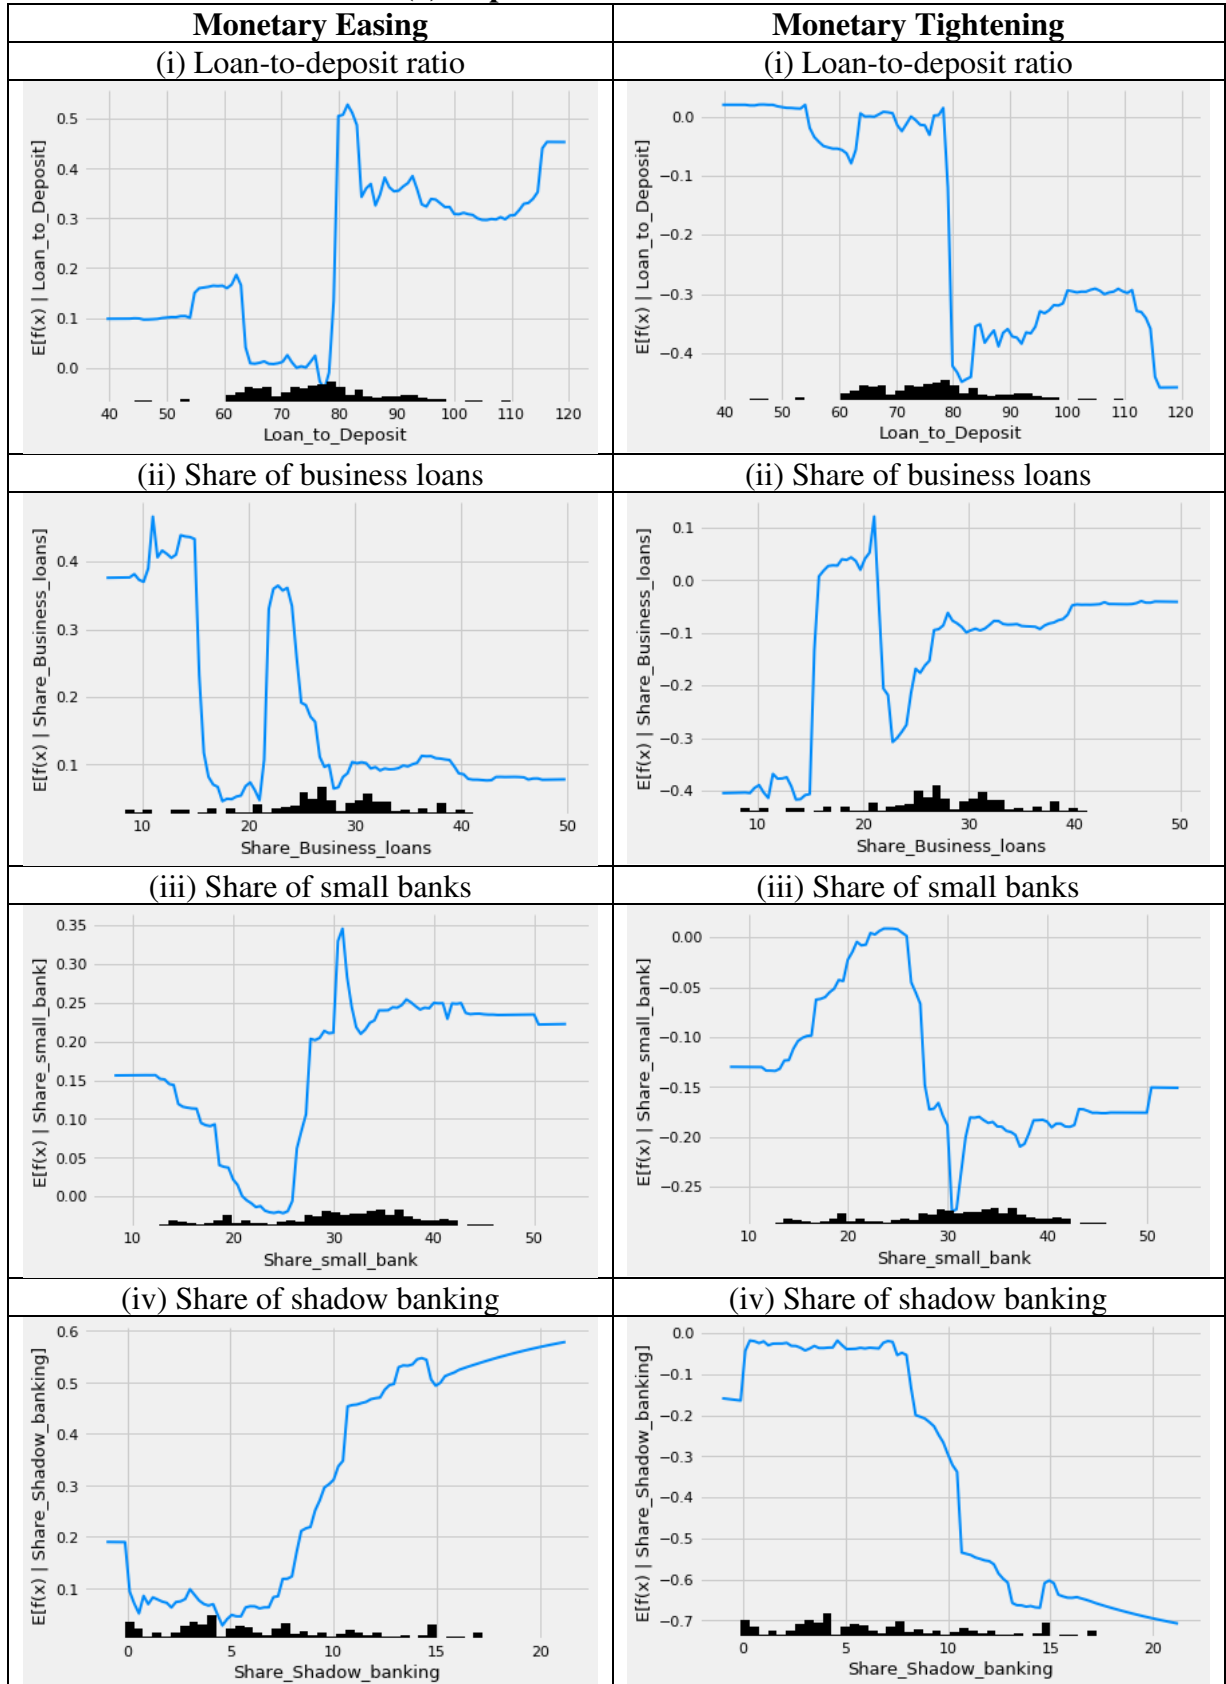 Monetary Easing
Monetary Tightening
(i) Loan-to-deposit ratio
(i) Loan-to-deposit ratio
E[f(x) | Loan_to_Deposit]
0.5
0.4
0.3
0.2
0.1
0.0
40 50 60 70 80 90 100 110 120
Loan_to_Deposit
E[f(x) | Loan_to_Deposit]
0.0
−0.1
−0.2
−0.3
−0.4
40 50 60 70 80 90 100 110 120
Loan_to_Deposit
(ii) Share of business loans
(ii) Share of business loans
E[f(x) | Share_Business_loans]
0.4
0.3
0.2
0.1
10 20 30 40 50
Share_Business_loans
E[f(x) | Share_Business_loans]
0.1
0.0
−0.1
−0.2
−0.3
−0.4
10 20 30 40 50
Share_Business_loans
(iii) Share of small banks
(iii) Share of small banks
E[f(x) | Share_small_bank]
0.35
0.30
0.25
0.20
0.15
0.10
0.05
0.00
10 20 30 40 50
Share_small_bank
E[f(x) | Share_small_bank]
0.00
−0.05
−0.10
−0.15
−0.20
−0.25
10 20 30 40 50
Share_small_bank
(iv) Share of shadow banking
(iv) Share of shadow banking
E[f(x) | Share_Shadow_banking]
0.6
0.5
0.4
0.3
0.2
0.1
0 5 10 15 20
Share_Shadow_banking
E[f(x) | Share_Shadow_banking]
0.0
−0.1
−0.2
−0.3
−0.4
−0.5
−0.6
−0.7
0 5 10 15 20
Share_Shadow_banking